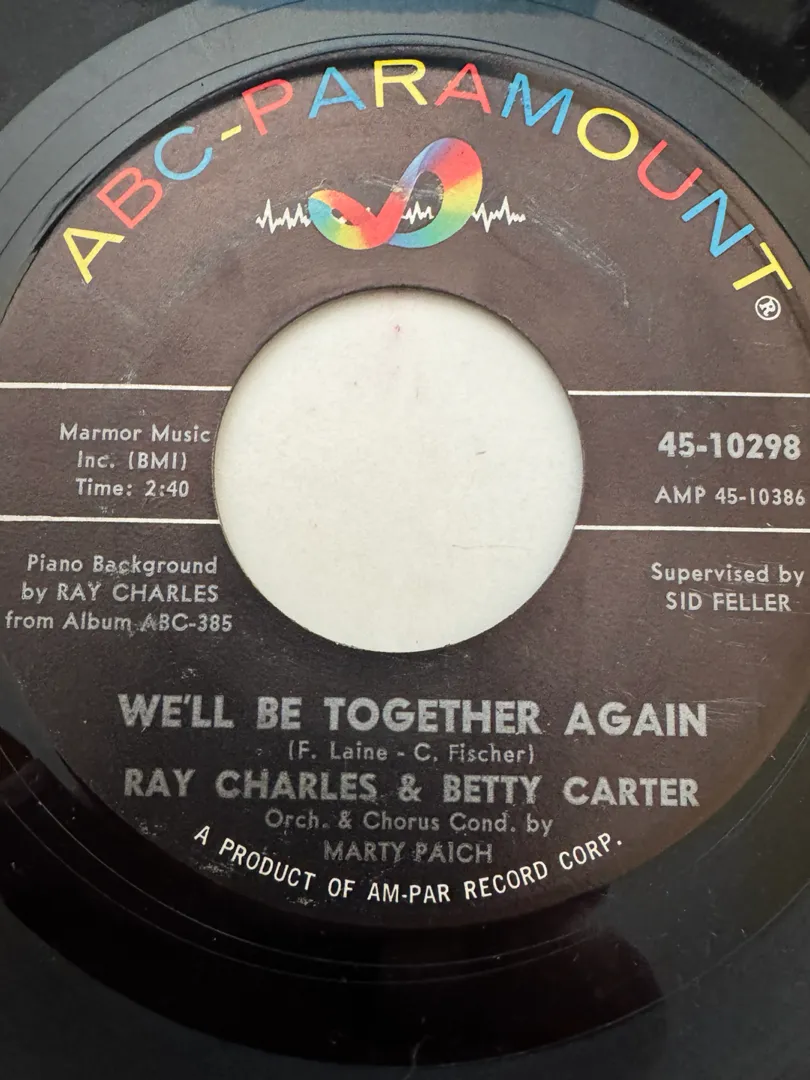 ABC-PARAMOUNT®
Marmor Music
Inc. (BMI)
Time: 2:40
45-10298
AMP 45-10386
Piano Background
by RAY CHARLES
from Album ABC-385
Supervised by
SID FELLER
WE'LL BE TOGETHER AGAIN
(F. Laine - C. Fischer)
RAY CHARLES & BETTY CARTER
Orch. & Chorus Cond. by
MARTY PAICH
A PRODUCT OF AM-PAR RECORD CORP.